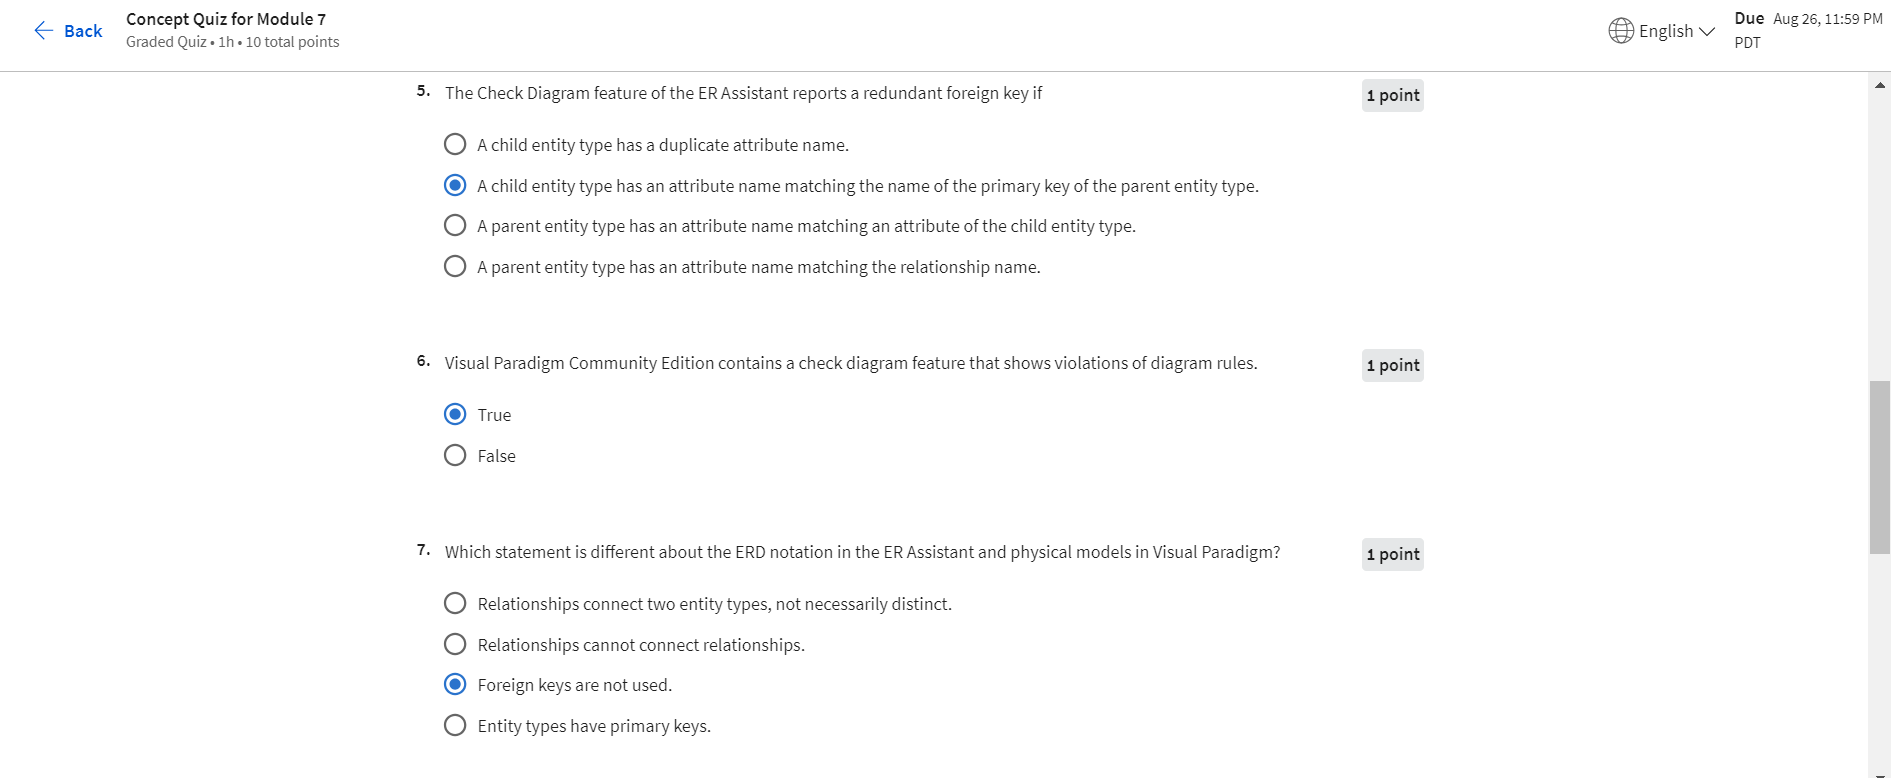 Back
Concept Quiz for Module 7
Graded Quiz • 1h • 10 total points
English
Due Aug 26, 11:59 PM
PDT
5. The Check Diagram feature of the ER Assistant reports a redundant foreign key if
1 point
A child entity type has a duplicate attribute name.
A child entity type has an attribute name matching the name of the primary key of the parent entity type.
A parent entity type has an attribute name matching an attribute of the child entity type.
A parent entity type has an attribute name matching the relationship name.
6. Visual Paradigm Community Edition contains a check diagram feature that shows violations of diagram rules.
1 point
True
False
7. Which statement is different about the ERD notation in the ER Assistant and physical models in Visual Paradigm?
1 point
Relationships connect two entity types, not necessarily distinct.
Relationships cannot connect relationships.
Foreign keys are not used.
Entity types have primary keys.